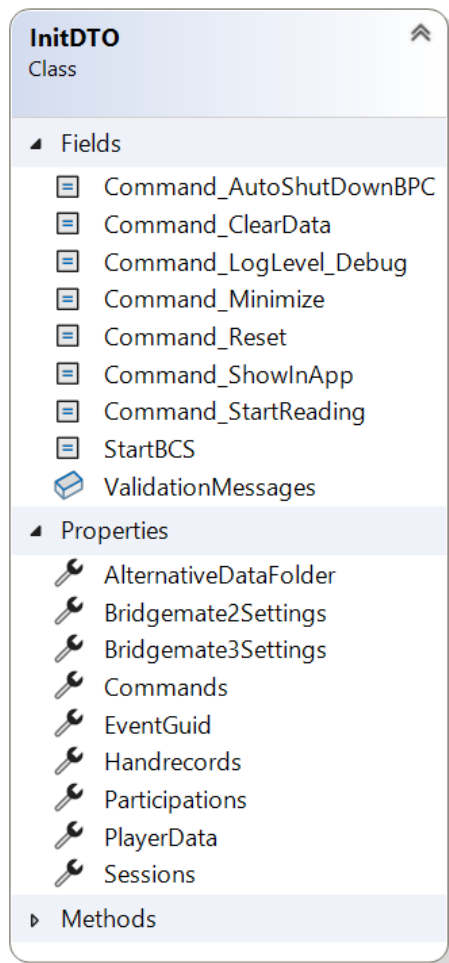 InitDTO
Class
Fields
Command_AutoShutDownBPC
Command_ClearData
Command_LogLevel_Debug
Command_Minimize
Command_Reset
Command_ShowInApp
Command_StartReading
StartBCS
ValidationMessages
Properties
AlternativeDataFolder
Bridgemate2Settings
Bridgemate3Settings
Commands
EventGuid
Handrecords
Participations
PlayerData
Sessions
Methods